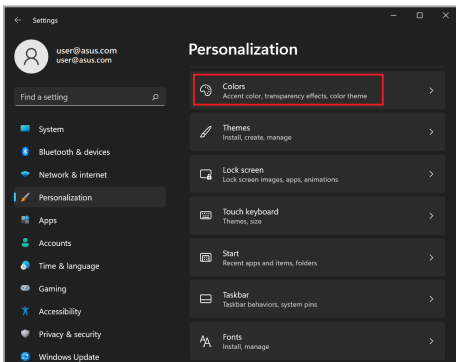 Settings
user@asus.com
user@asus.com
Find a setting
System
Bluetooth & devices
Network & internet
Personalization
Apps
Accounts
Time & language
Gaming
Accessibility
Privacy & security
Windows Update
Personalization
Colors
Accent color, transparency effects, color theme
Themes
Install, create, manage
Lock screen
Lock screen images, apps, animations
Touch keyboard
Themes, size
Start
Recent apps and items, folders
Taskbar
Taskbar behaviors, system pins
Fonts
Install, manage